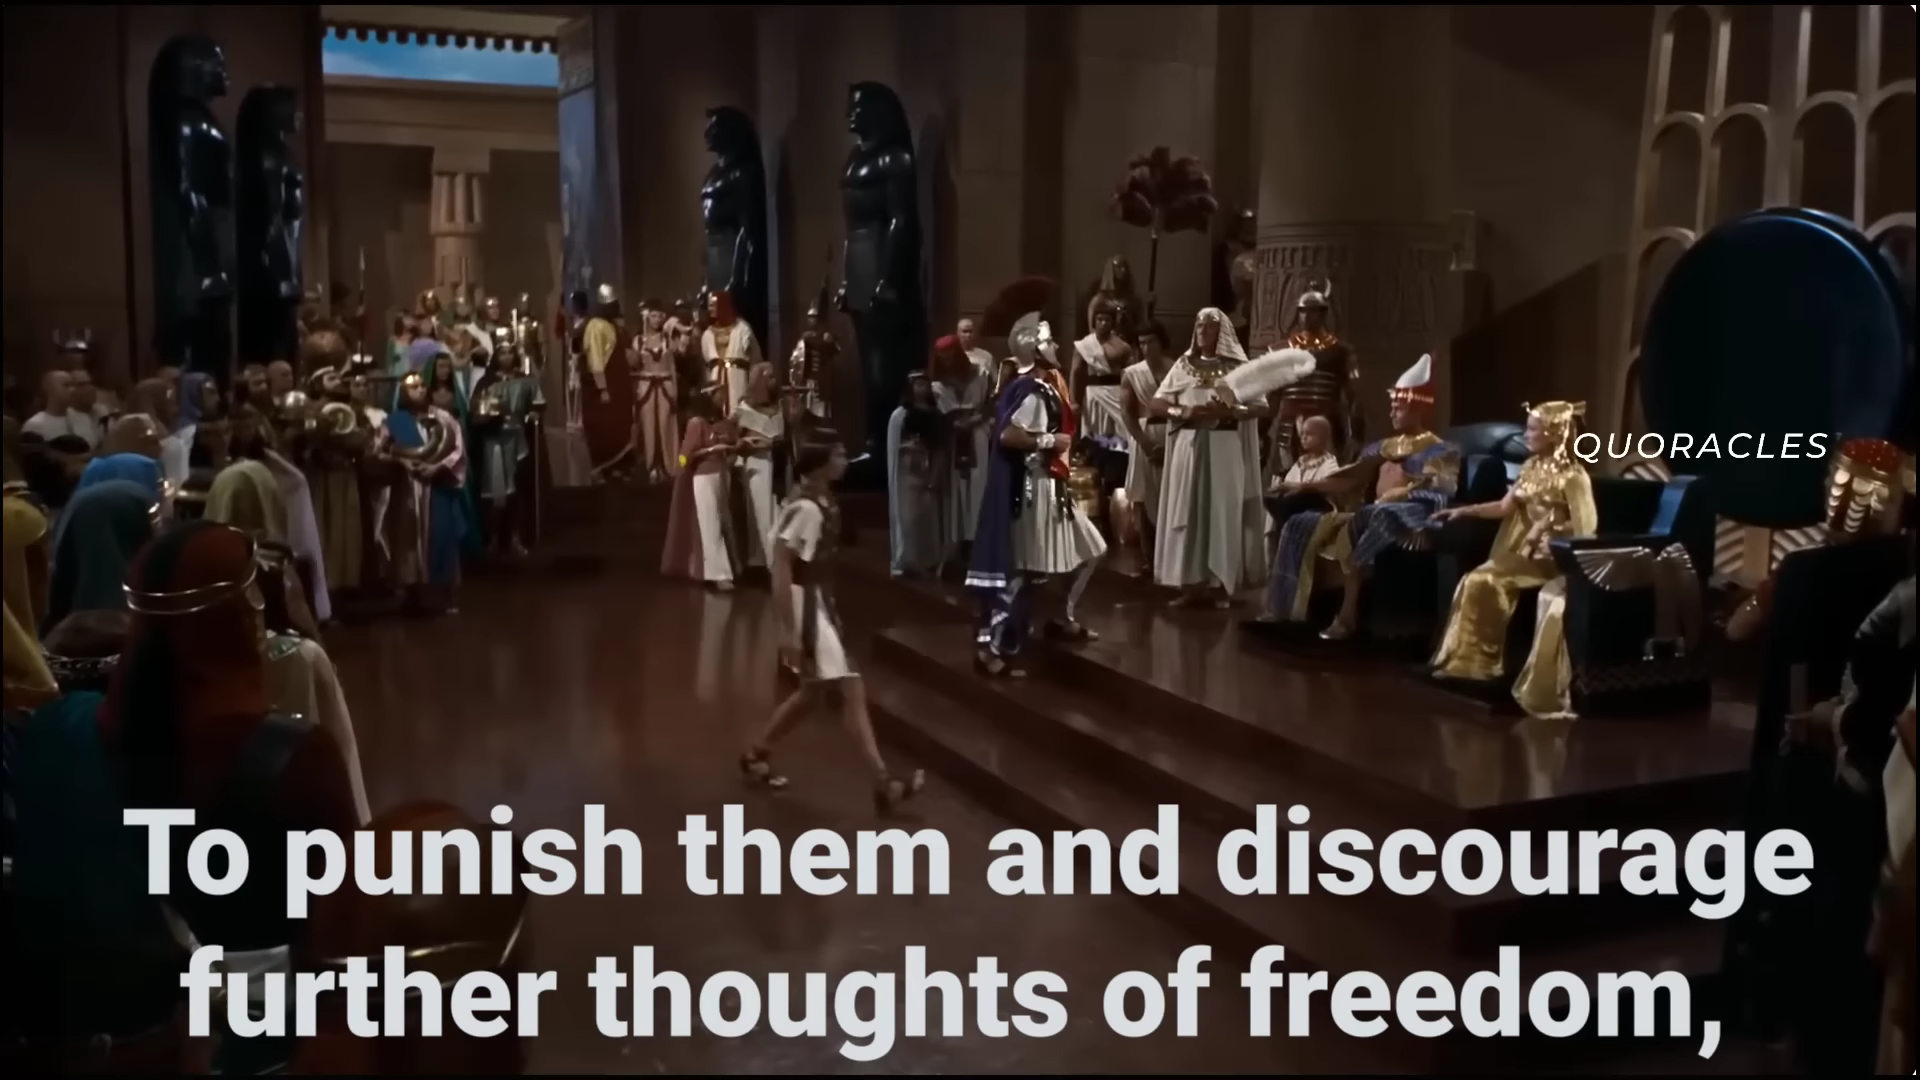 QUORACLES
To punish them and discourage
further thoughts of freedom,